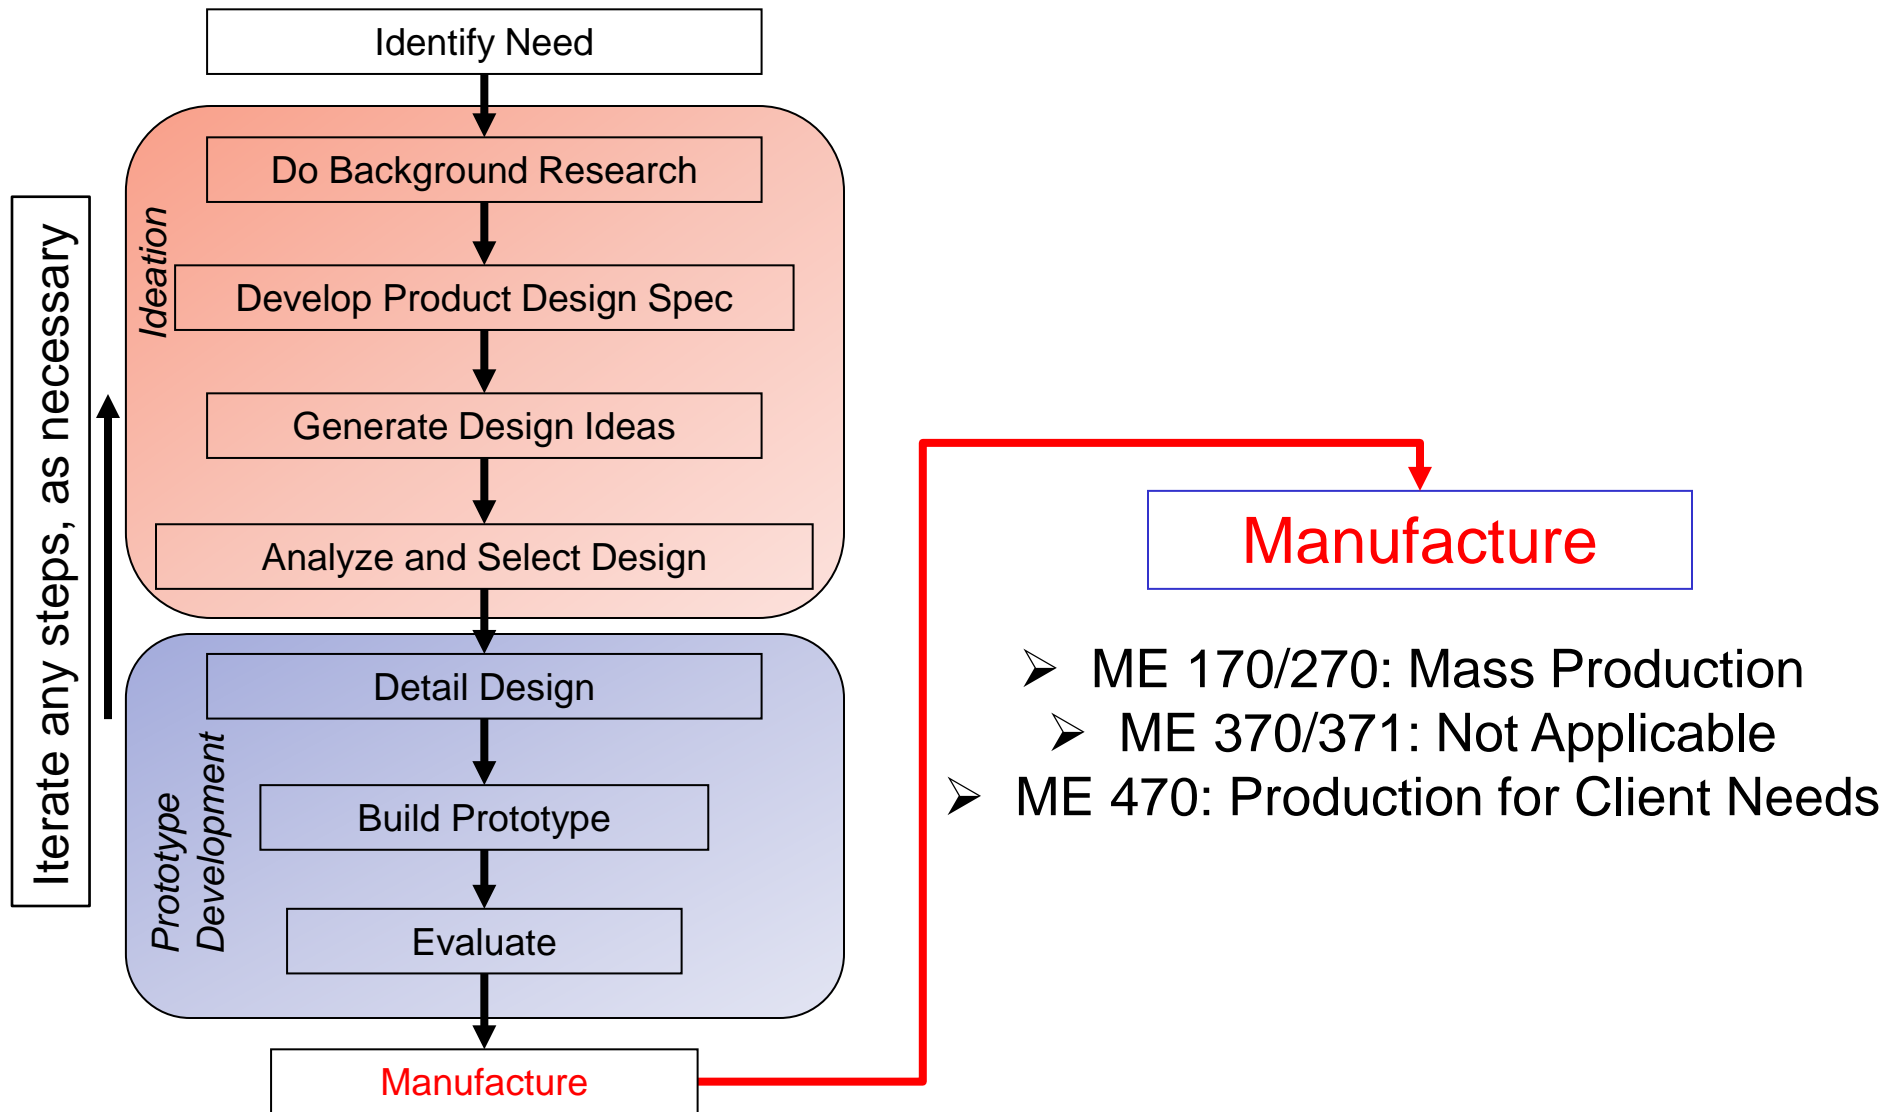 Identify Need
Do Background Research
Develop Product Design Spec
Generate Design Ideas
Analyze and Select Design
Ideation
Iterate any steps, as necessary
Detail Design
Build Prototype
Evaluate
Prototype
Development
Manufacture
Manufacture
➢ ME 170/270: Mass Production
➢ ME 370/371: Not Applicable
➢ ME 470: Production for Client Needs